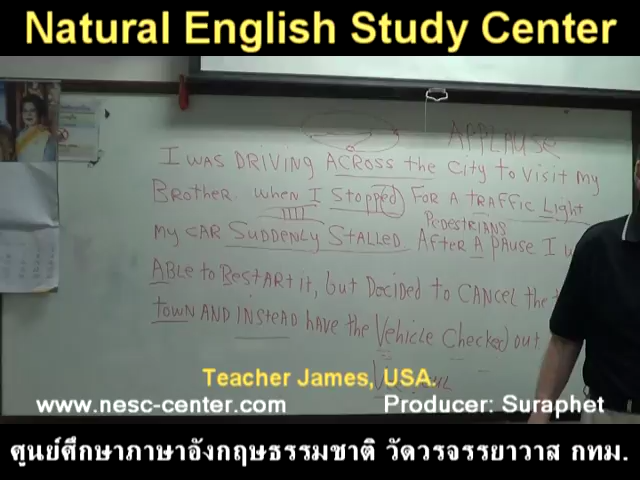 Natural English Study Center
APPLAUSE
I WAS DRIVING ACROSS the City to Visit my
BROTHER. when I Stopped FOR A tRAFFIC Light
PEDESTRIANS
my CAR SUDDENLY STALLED AFTER A PAUSE I
ABLE to RESTARt it, but DECIDED to CANCEL the
town AND INStEAD have the Vehicle Checked out
Teacher James, USA.
www.nesc-center.com Producer: Suraphet
ศูนย์ศึกษาภาษาอังกฤษธรรมชาติ วัดวรจรรยาวาส กทม.